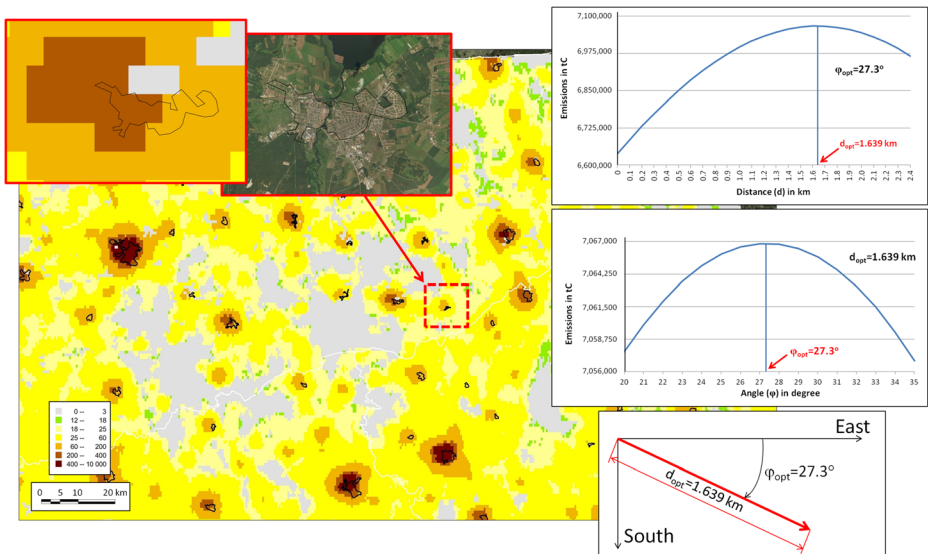 7,100,000
6,975,000
6,850,000
6,725,000
6,600,000
Emissions in tC
φopt=27.3°
dopt=1.639 km
0 0.1 0.2 0.3 0.4 0.5 0.6 0.7 0.8 0.9 1 1.1 1.2 1.3 1.4 1.5 1.6 1.7 1.8 1.9 2.0 2.1 2.2 2.3 2.4
Distance (d) in km
7,067,000
7,064,250
7,061,500
7,058,750
7,056,000
Emissions in tC
dopt=1.639 km
φopt=27.3°
20 21 22 23 24 25 26 27 28 29 30 31 32 33 34 35
Angle (φ) in degree
0 -- 3
12 -- 18
18 -- 25
25 -- 60
60 -- 200
200 -- 400
400 -- 10 000
0 5 10 20 km
East
φopt=27.3°
dopt=1.639 km
South